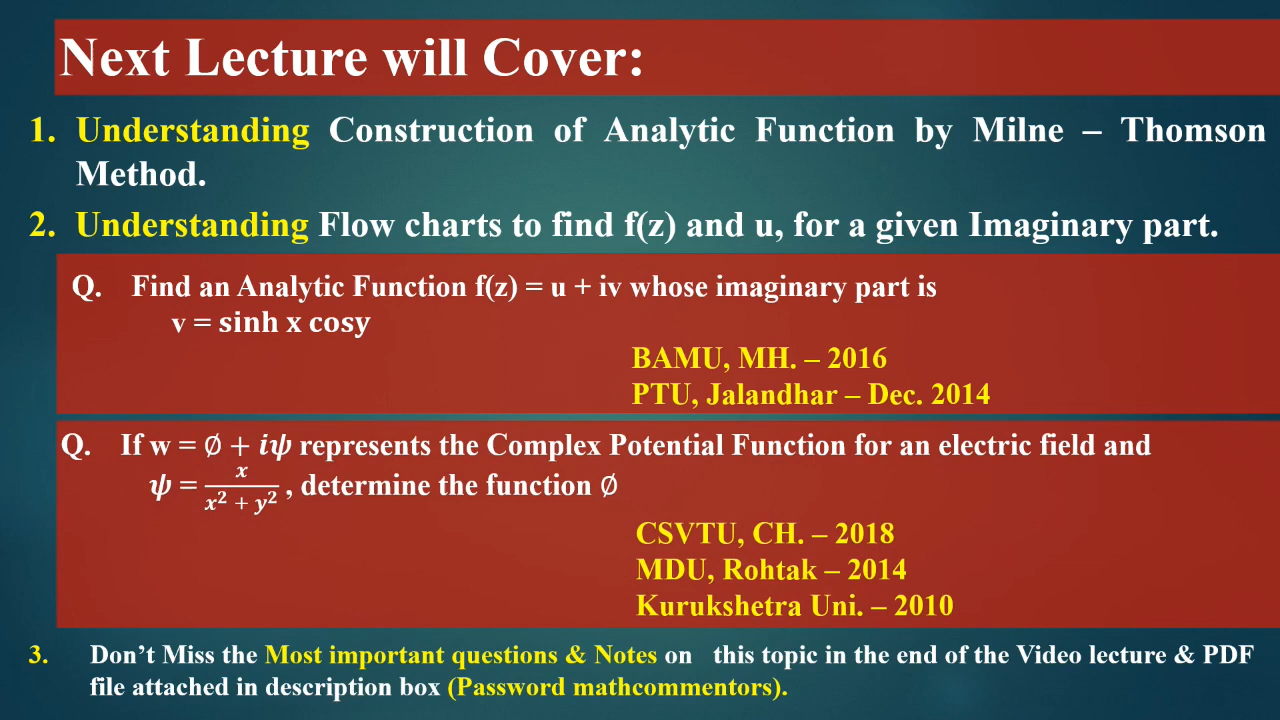 Next Lecture will Cover:
1. Understanding Construction of Analytic Function by Milne – Thomson
Method.
2. Understanding Flow charts to find f(z) and u, for a given Imaginary part.
Q. Find an Analytic Function f(z) = u + iv whose imaginary part is
v = sinh x cosy
BAMU, MH. – 2016
PTU, Jalandhar – Dec. 2014
Q. If w = ∅ + iψ represents the Complex Potential Function for an electric field and
ψ = x / (x² + y²) , determine the function ∅
CSVTU, CH. – 2018
MDU, Rohtak – 2014
Kurukshetra Uni. – 2010
3. Don’t Miss the Most important questions & Notes on this topic in the end of the Video lecture & PDF
file attached in description box (Password mathcommentors).